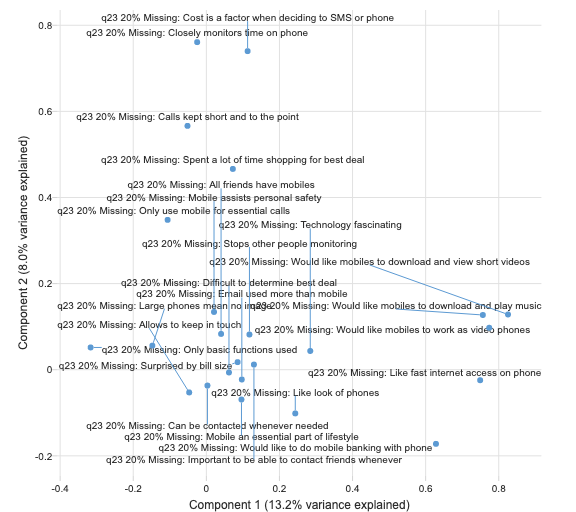 q23 20% Missing: Cost is a factor when deciding to SMS or phone
0.8
q23 20% Missing: Closely monitors time on phone
q23 20% Missing: Calls kept short and to the point
0.6
q23 20% Missing: Spent a lot of time shopping for best deal
q23 20% Missing: All friends have mobiles
0.4
q23 20% Missing: Mobile assists personal safety
q23 20% Missing: Only use mobile for essential calls
q23 20% Missing: Technology fascinating
q23 20% Missing: Stops other people monitoring
q23 20% Missing: Would like mobiles to download and view short videos
0.2
q23 20% Missing: Difficult to determine best deal
q23 20% Missing: Email used more than mobile
q23 20% Missing: Large phones mean no image
q23 20% Missing: Would like mobiles to download and play music
q23 20% Missing: Allows to keep in touch
q23 20% Missing: Would like mobiles to work as video phones
q23 20% Missing: Only basic functions used
0
q23 20% Missing: Surprised by bill size
q23 20% Missing: Like fast internet access on phone
q23 20% Missing: Like look of phones
q23 20% Missing: Can be contacted whenever needed
q23 20% Missing: Mobile an essential part of lifestyle
q23 20% Missing: Would like to do mobile banking with phone
-0.2
q23 20% Missing: Important to be able to contact friends whenever
-0.4 -0.2 0 0.2 0.4 0.6 0.8
Component 1 (13.2% variance explained)
Component 2 (8.0% variance explained)